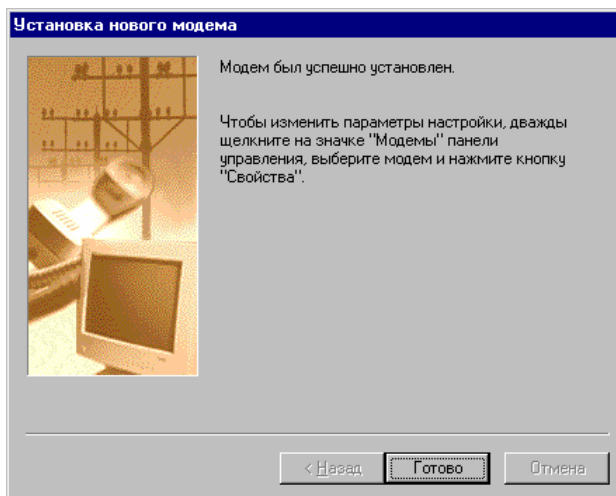 Установка нового модема
Модем был успешно установлен.
Чтобы изменить параметры настройки, дважды
щелкните на значке "Модемы" панели
управления, выберите модем и нажмите кнопку
"Свойства".
< Назад
Готово
Отмена